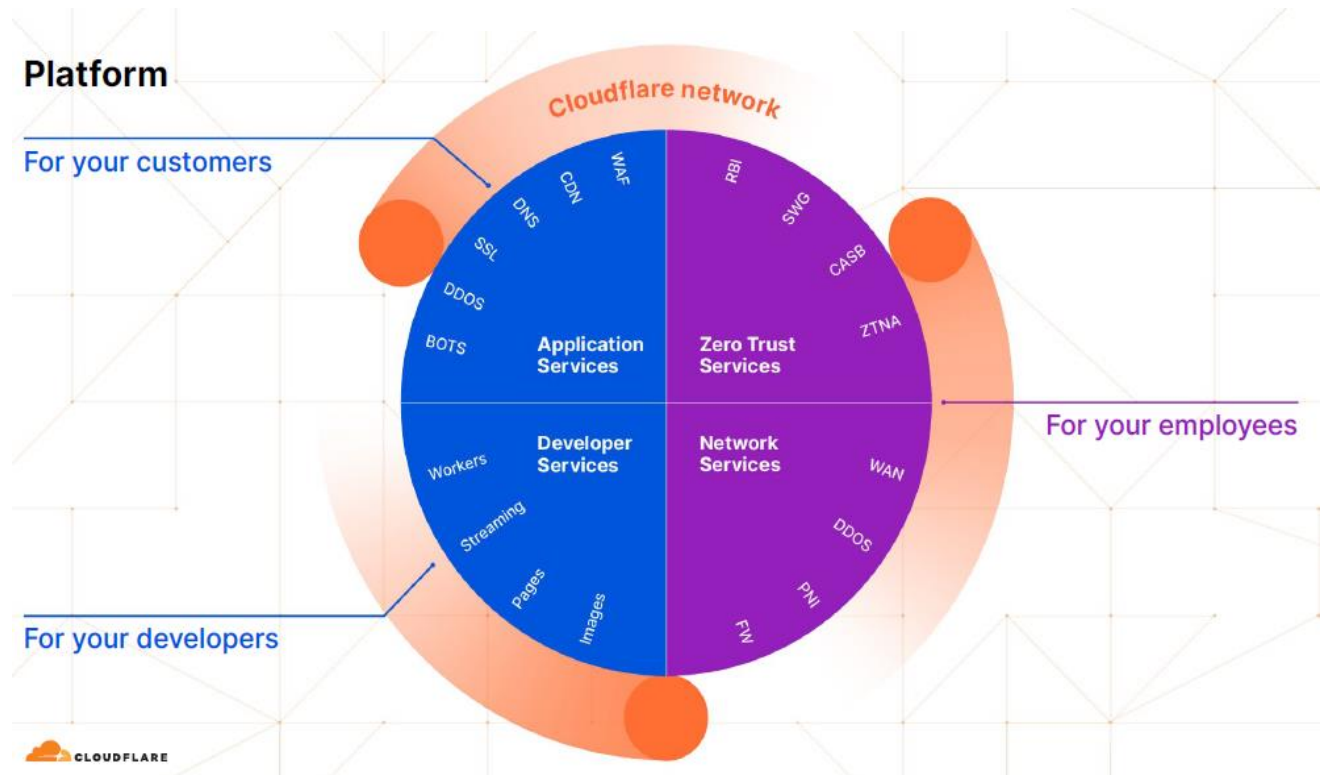 Platform
Cloudflare network
For your customers
WAF
CDN
DNS
SSL
DDOS
BOTS
Application
Services
RBI
SWG
CASB
ZTNA
Zero Trust
Services
For your employees
Developer
Services
Workers
Streaming
Pages
Images
Network
Services
WAN
DDOS
PNI
FW
For your developers
CLOUDFLARE